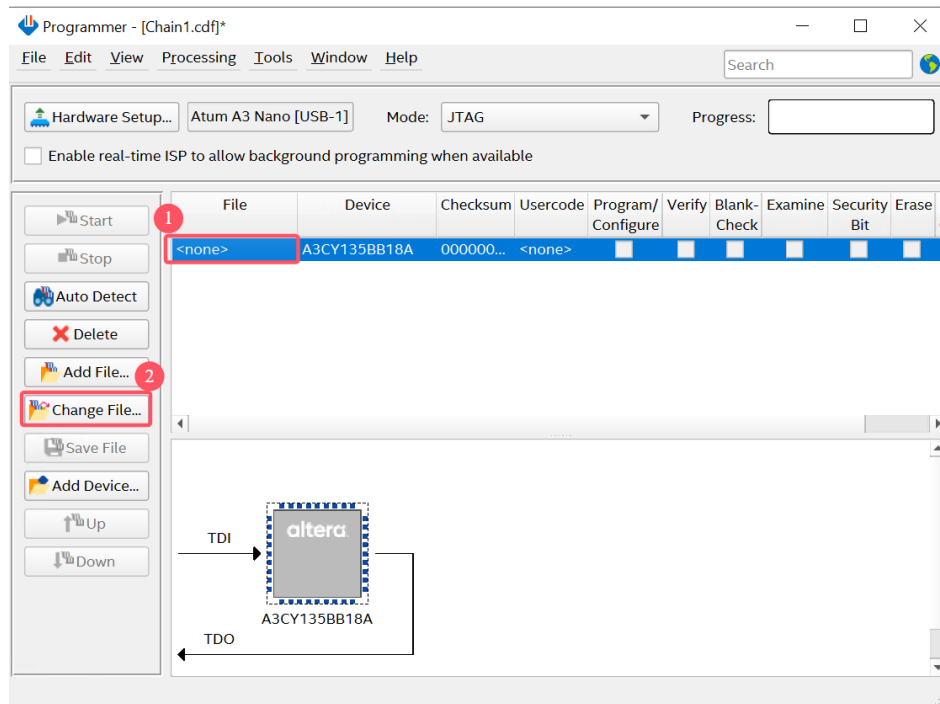 Programmer - [Chain1.cdf]*
File Edit View Processing Tools Window Help
Search
Hardware Setup... Atum A3 Nano [USB-1] Mode: JTAG Progress:
Enable real-time ISP to allow background programming when available
File Device Checksum Usercode Program/ Configure Verify Blank- Check Examine Security Bit Erase
1
<none> A3CY135BB18A 000000... <none>
Start
Stop
Auto Detect
Delete
Add File...
2
Change File...
Save File
Add Device...
Up
Down
altera
TDI
A3CY135BB18A
TDO